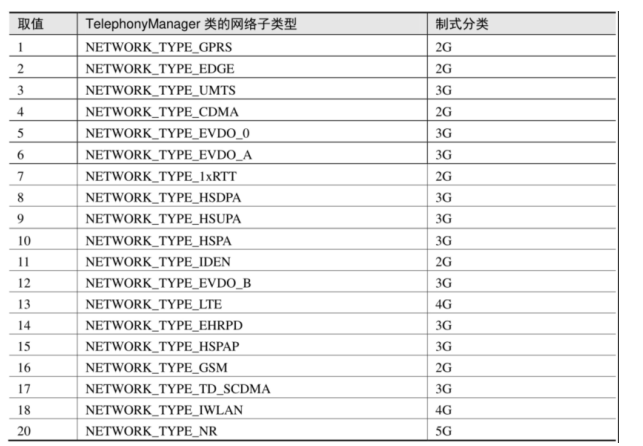 取值 TelephonyManager 类的网络子类型 制式分类
1 NETWORK_TYPE_GPRS 2G
2 NETWORK_TYPE_EDGE 2G
3 NETWORK_TYPE_UMTS 3G
4 NETWORK_TYPE_CDMA 2G
5 NETWORK_TYPE_EVDO_0 3G
6 NETWORK_TYPE_EVDO_A 3G
7 NETWORK_TYPE_1xRTT 2G
8 NETWORK_TYPE_HSDPA 3G
9 NETWORK_TYPE_HSUPA 3G
10 NETWORK_TYPE_HSPA 3G
11 NETWORK_TYPE_IDEN 2G
12 NETWORK_TYPE_EVDO_B 3G
13 NETWORK_TYPE_LTE 4G
14 NETWORK_TYPE_EHRPD 3G
15 NETWORK_TYPE_HSPAP 3G
16 NETWORK_TYPE_GSM 2G
17 NETWORK_TYPE_TD_SCDMA 3G
18 NETWORK_TYPE_IWLAN 4G
20 NETWORK_TYPE_NR 5G